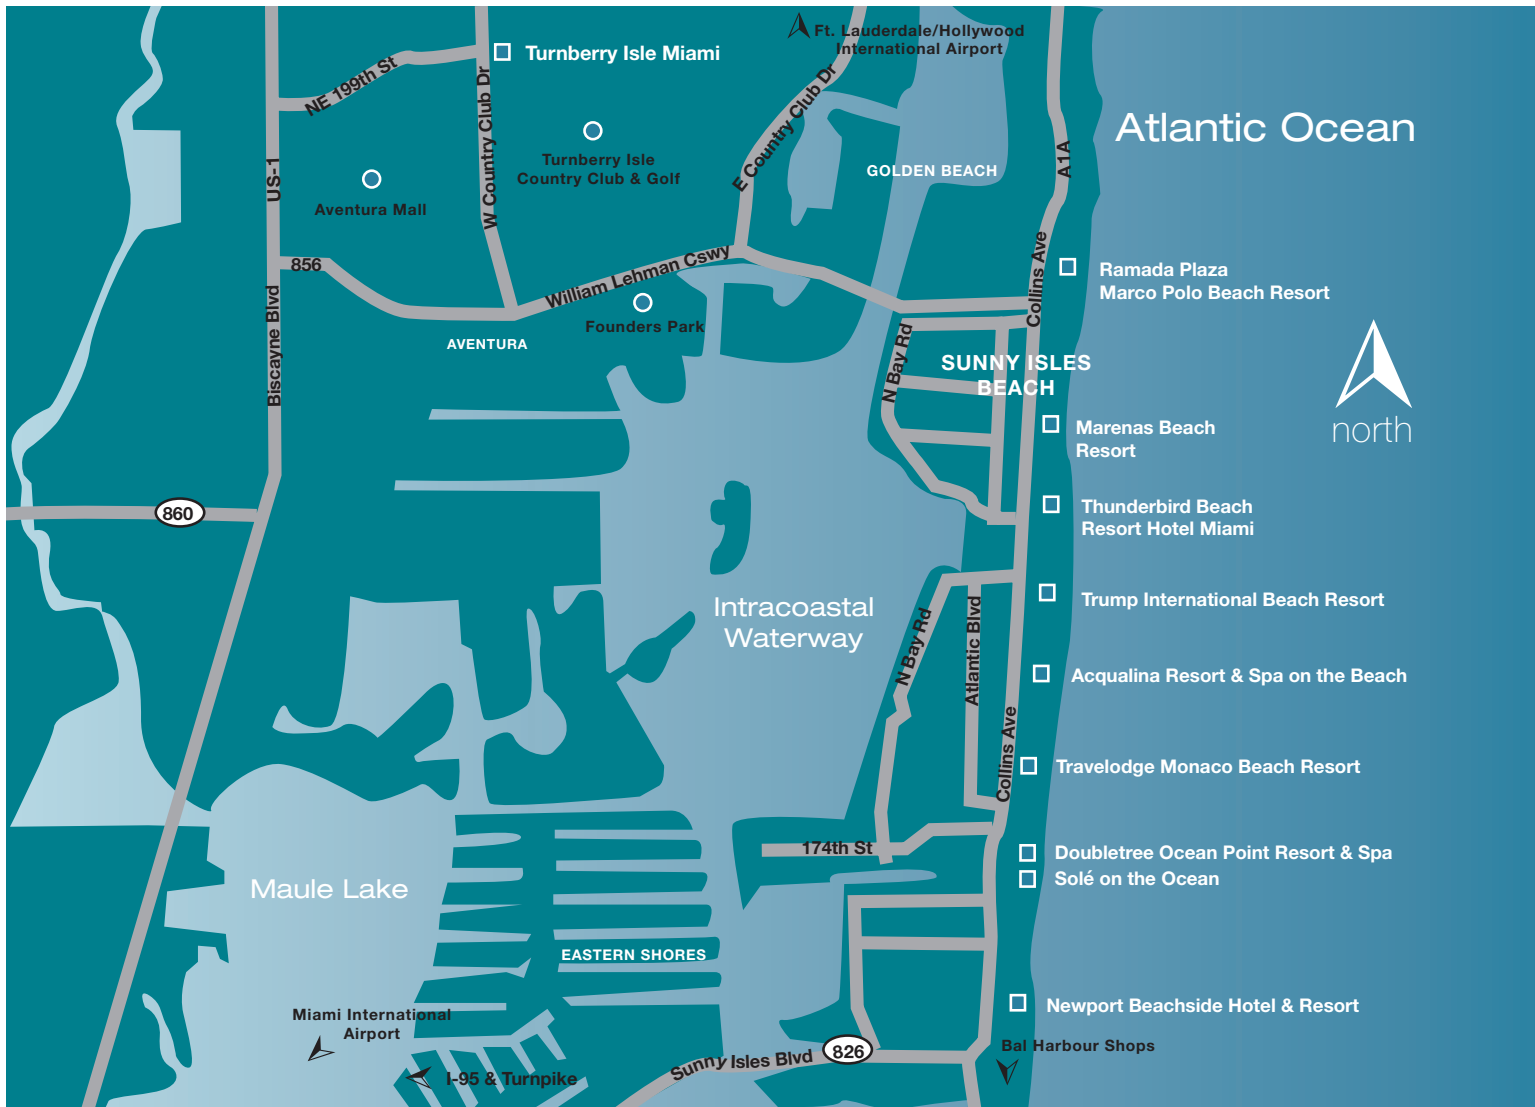 Ft. Lauderdale/Hollywood
International Airport
Turnberry Isle Miami
NE 199th St
W Country Club Dr
E Country Club Dr
Atlantic Ocean
Turnberry Isle
Country Club & Golf
US-1
A1A
GOLDEN BEACH
Aventura Mall
856
William Lehman Cswy
Collins Ave
Ramada Plaza
Marco Polo Beach Resort
Biscayne Blvd
Founders Park
AVENTURA
N Bay Rd
SUNNY ISLES
BEACH
north
Marenas Beach
Resort
860
Thunderbird Beach
Resort Hotel Miami
Intracoastal
Waterway
N Bay Rd
Atlantic Blvd
Trump International Beach Resort
Acqualina Resort & Spa on the Beach
Collins Ave
Travelodge Monaco Beach Resort
174th St
Doubletree Ocean Point Resort & Spa
Solé on the Ocean
Maule Lake
EASTERN SHORES
Newport Beachside Hotel & Resort
Miami International
Airport
Sunny Isles Blvd
826
Bal Harbour Shops
I-95 & Turnpike